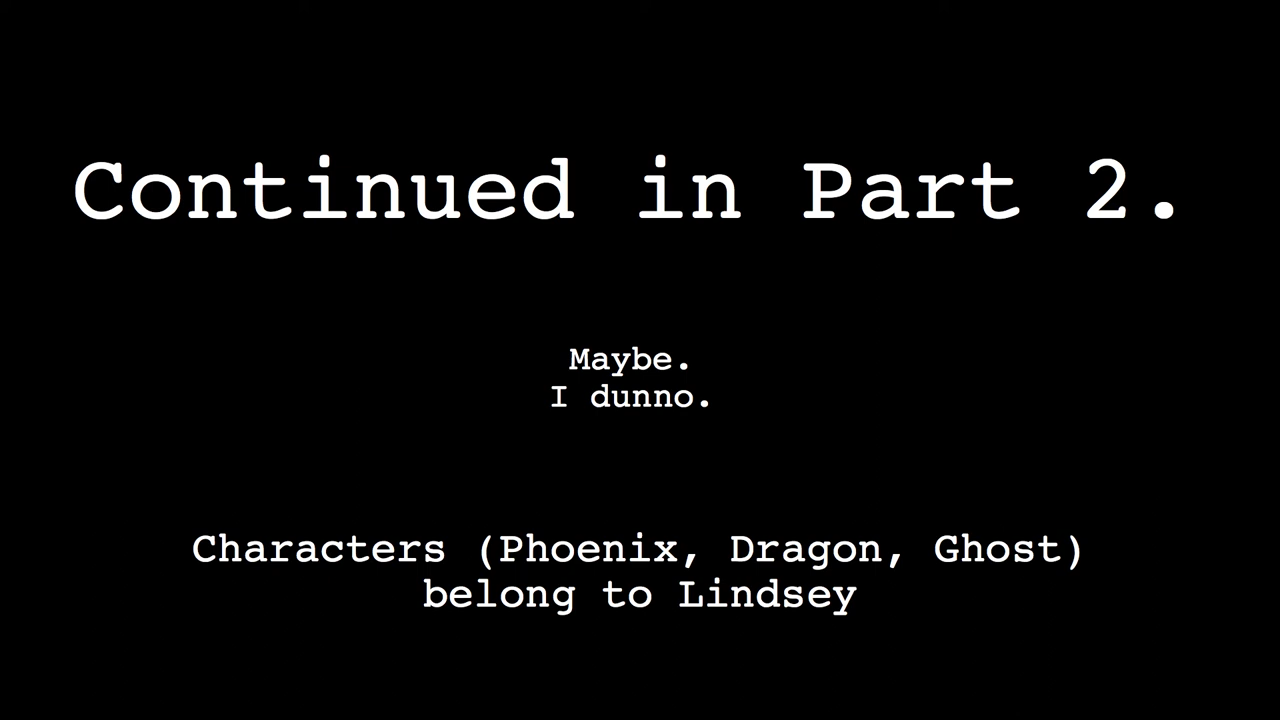 Continued in Part 2.
Maybe.
I dunno.
Characters (Phoenix, Dragon, Ghost)
belong to Lindsey